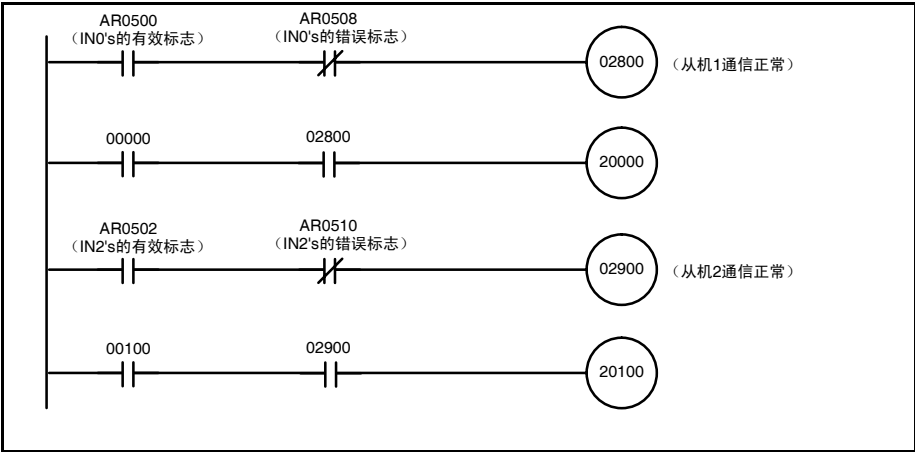 AR0500
（IN0's的有效标志）
AR0508
（IN0's的错误标志）
02800
（从机1通信正常）
00000
02800
20000
AR0502
（IN2's的有效标志）
AR0510
（IN2's的错误标志）
02900
（从机2通信正常）
00100
02900
20100